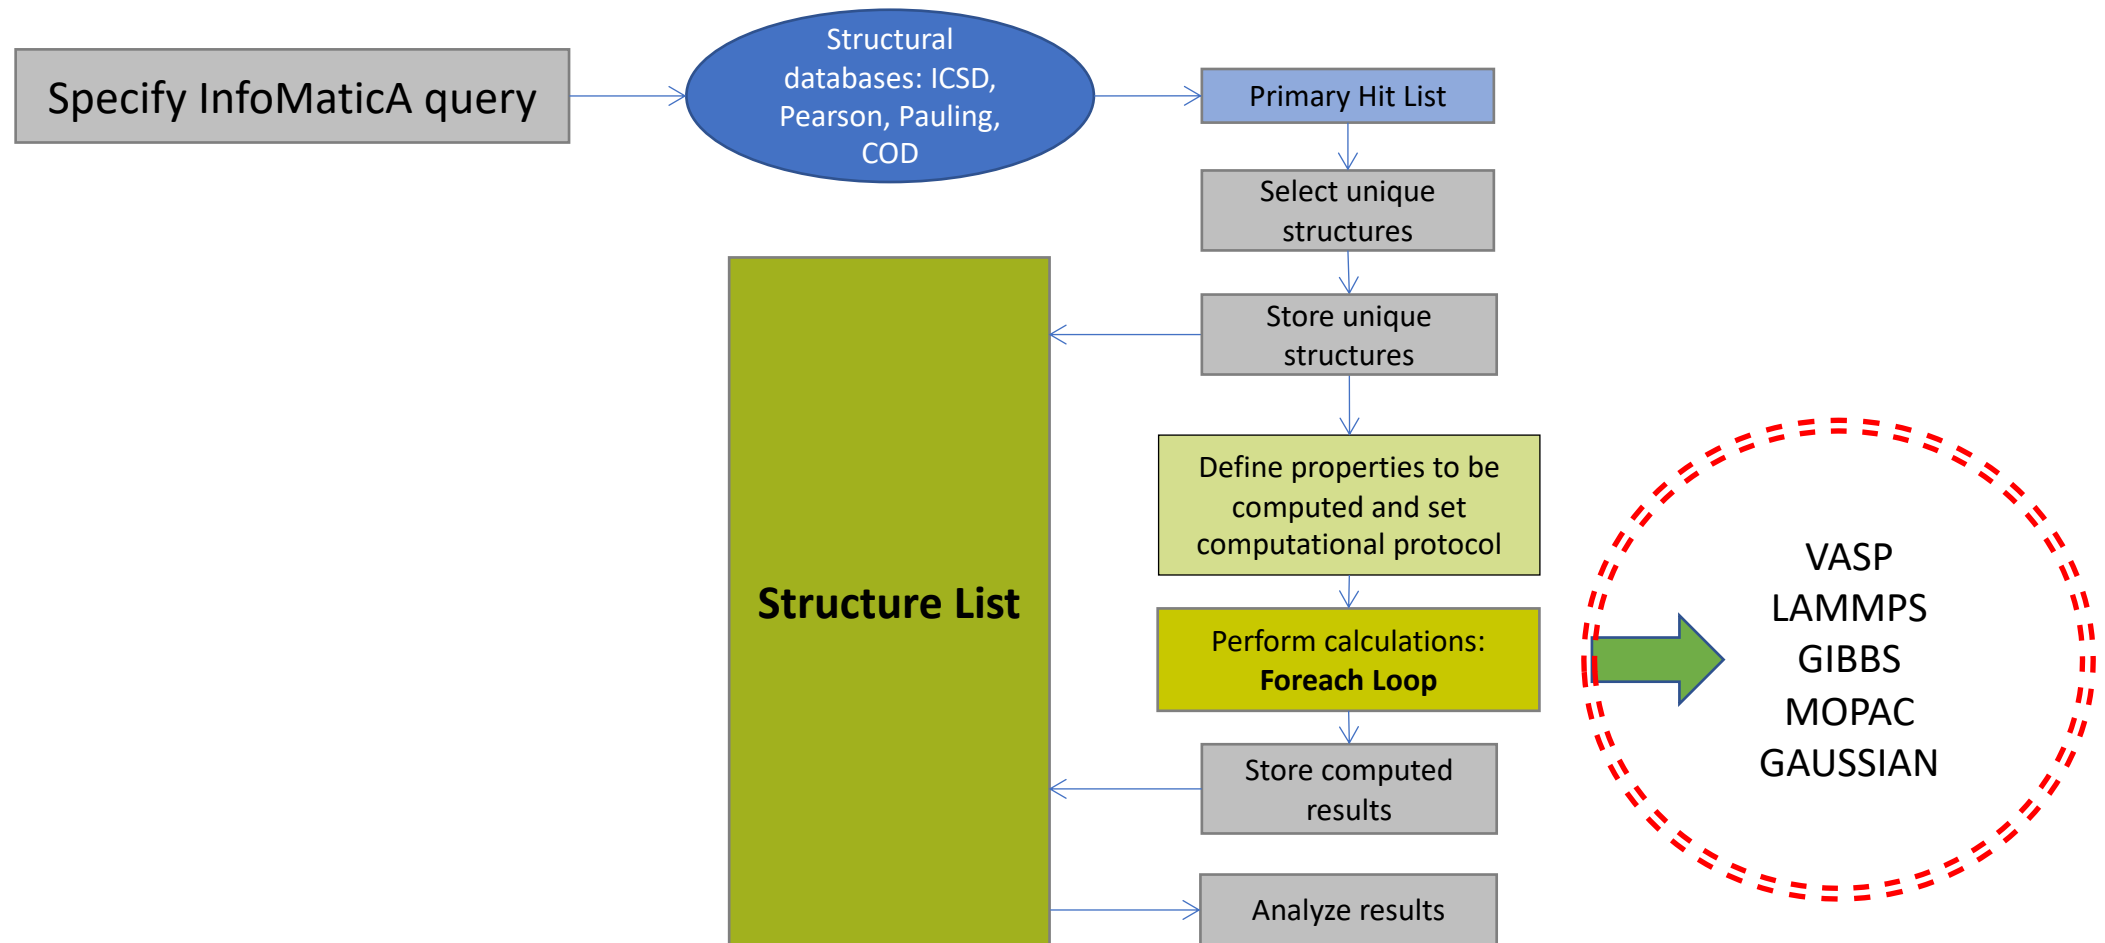 Specify InfoMaticA query
Structural
databases: ICSD,
Pearson, Pauling,
COD
Primary Hit List
Select unique
structures
Store unique
structures
Define properties to be
computed and set
computational protocol
Structure List
Perform calculations:
Foreach Loop
VASP
LAMMPS
GIBBS
MOPAC
GAUSSIAN
Store computed
results
Analyze results